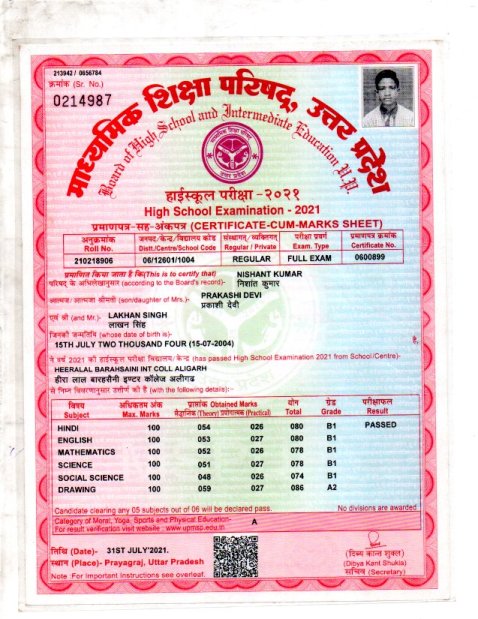 213942 / 0656784
क्रमांक (Sr. No.)
0214987
माध्यमिक शिक्षा परिषद्, उत्तर प्रदेश
Board of High School and Intermediate Education U.P.
हाईस्कूल परीक्षा -२०२१
High School Examination - 2021
प्रमाणपत्र-सह-अंकपत्र (CERTIFICATE-CUM-MARKS SHEET)
अनुक्रमांक जनपद/केन्द्र/विद्यालय कोड संस्थागत/व्यक्तिगत परीक्षा प्रवर्ग प्रमाणपत्र क्रमांक
Roll No. Distt./Centre/School Code Regular / Private Exam. Type Certificate No.
210218906 06/12601/1004 REGULAR FULL EXAM 0600899
प्रमाणित किया जाता है कि(This is to certify that) NISHANT KUMAR
परिषद के अभिलेखानुसार (according to the Board's record)- निशांत कुमार
आत्मज/ आत्मजा श्रीमती (son/daughter of Mrs.)- PRAKASHI DEVI
प्रकाशी देवी
एवं श्री (and Mr.)- LAKHAN SINGH
लाखन सिंह
जिनकी जन्मतिथि (whose date of birth is)-
15TH JULY TWO THOUSAND FOUR (15-07-2004) है,
ने वर्ष 2021 की हाईस्कूल परीक्षा विद्यालय/ केन्द्र (has passed High School Examination 2021 from School/Centre)-
HEERALAL BARAHSAINI INT COLL ALIGARH
हीरा लाल बारहसैनी इण्टर कॉलेज अलीगढ
से निम्न विवरणानुसार उत्तीर्ण की है (with the following details):-
विषय अधिकतम अंक प्राप्तांक Obtained Marks योग ग्रेड परीक्षाफल
Subject Max. Marks सैद्धान्तिक (Theory) प्रयोगात्मक (Practical) Total Grade Result
HINDI 100 054 026 080 B1 PASSED
ENGLISH 100 053 027 080 B1
MATHEMATICS 100 052 026 078 B1
SCIENCE 100 051 027 078 B1
SOCIAL SCIENCE 100 048 026 074 B1
DRAWING 100 059 027 086 A2
Candidate clearing any 05 subjects out of 06 will be declared pass. No divisions are awarded
Category of Moral, Yoga, Sports and Physical Education- A
For result verification visit website : www.upmsp.edu.in
तिथि (Date)- 31ST JULY'2021.
स्थान (Place)- Prayagraj, Uttar Pradesh
Note :For Important Instructions see overleaf.
(दिव्य कान्त शुक्ल)
(Dibya Kant Shukla)
सचिव (Secretary)